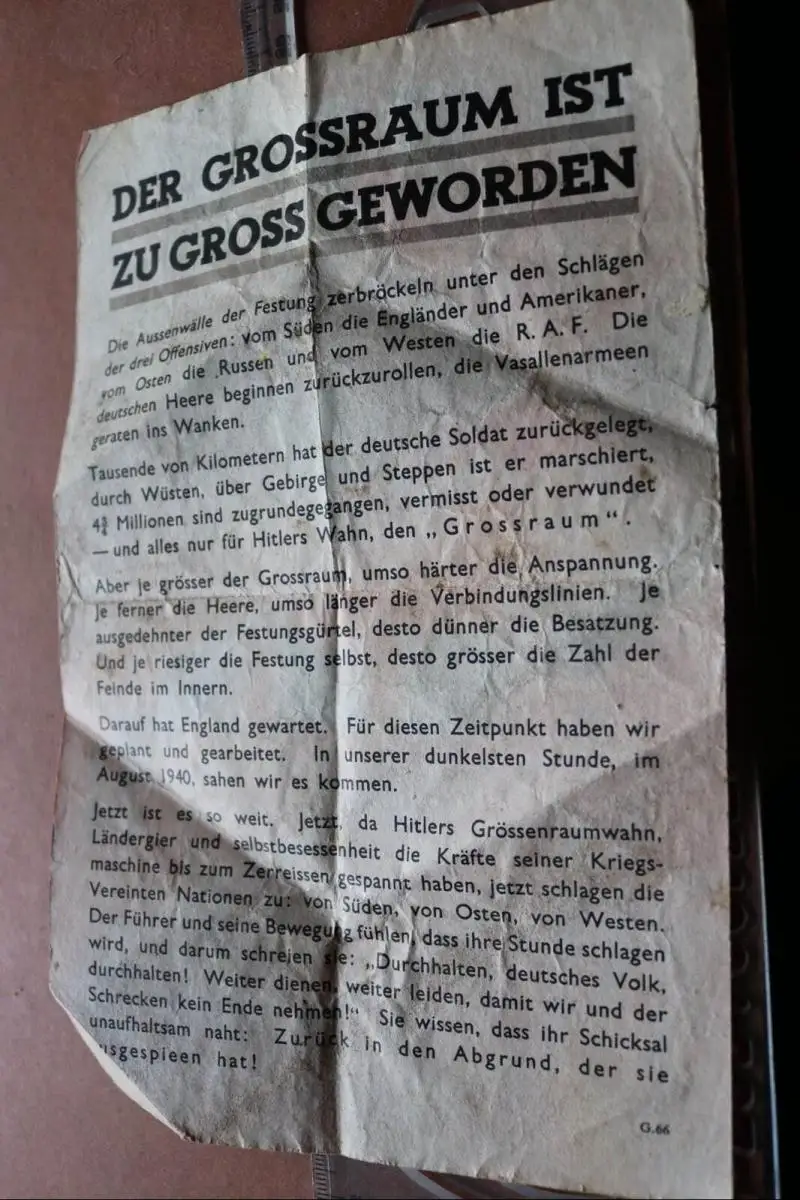 DER GROSSRAUM IST
ZU GROSS GEWORDEN
Die Aussenwälle der Festung zerbröckeln unter den Schlägen
der drei Offensiven: vom Süden die Engländer und Amerikaner,
vom Osten die Russen und vom Westen die R. A. F. Die
deutschen Heere beginnen zurückzurollen, die Vasallenarmeen
geraten ins Wanken.
Tausende von Kilometern hat der deutsche Soldat zurückgelegt,
durch Wüsten, über Gebirge und Steppen ist er marschiert,
4¾ Millionen sind zugrundegegangen, vermisst oder verwundet
— und alles nur für Hitlers Wahn, den „Grossraum“.
Aber je grösser der Grossraum, umso härter die Anspannung.
Je ferner die Heere, umso länger die Verbindungslinien. Je
ausgedehnter der Festungsgürtel, desto dünner die Besatzung.
Und je riesiger die Festung selbst, desto grösser die Zahl der
Feinde im Innern.
Darauf hat England gewartet. Für diesen Zeitpunkt haben wir
geplant und gearbeitet. In unserer dunkelsten Stunde, im
August 1940, sahen wir es kommen.
Jetzt ist es so weit. Jetzt, da Hitlers Grössenraumwahn,
Ländergier und selbstbesessenheit die Kräfte seiner Kriegs-
maschine bis zum Zerreissen gespannt haben, jetzt schlagen die
Vereinten Nationen zu: von Süden, von Osten, von Westen.
Der Führer und seine Bewegung fühlen, dass ihre Stunde schlagen
wird, und darum schreien sie: „Durchhalten, deutsches Volk,
durchhalten! Weiter dienen, weiter leiden, damit wir und der
Schrecken kein Ende nehmen!“ Sie wissen, dass ihr Schicksal
unaufhaltsam naht: Zurück in den Abgrund, der sie
ausgespieen hat!
G.66